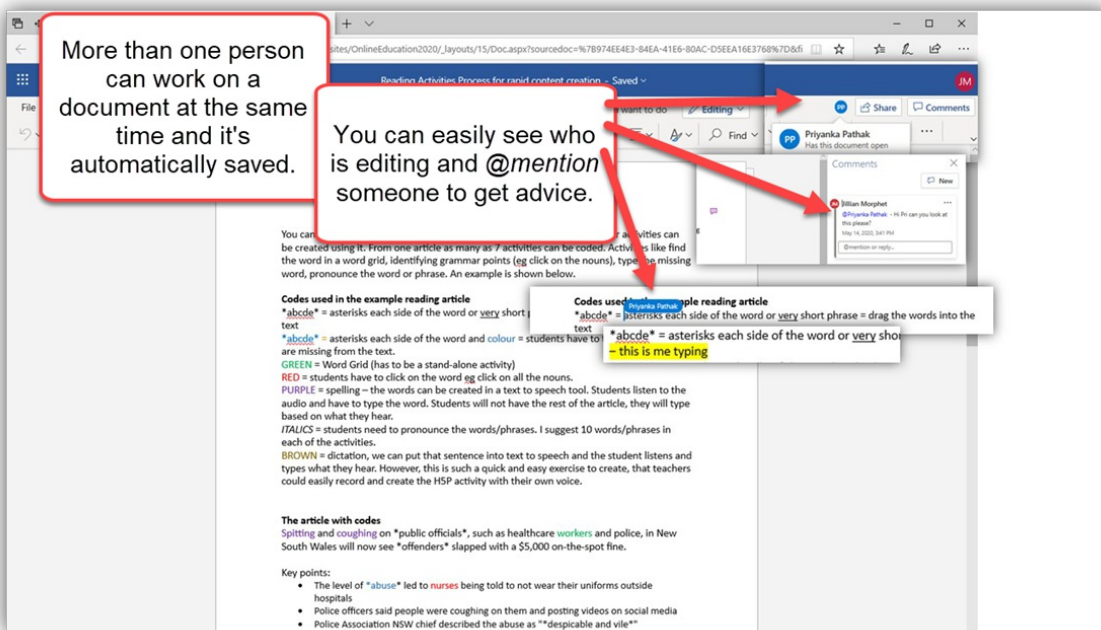 More than one person
can work on a
document at the same
time and it's
automatically saved.
You can easily see who
is editing and @mention
someone to get advice.
sites/OnlineEducation2020/_layouts/15/Doc.aspx?sourcedoc=%7B974EE4E3-84EA-41E6-80AC-D5EEA16E3768%7D&fi
Reading Activities Process for rapid content creation - Saved
JM
File
want to do
Editing
PP
Share
Comments
Find
PP
Priyanka Pathak
Has this document open
Comments
New
JM
Jillian Morphet
@Priyanka Pathak - Hi Pri can you look at
this please?
May 14, 2020, 3:41 PM
@mention or reply...
You can
activities can
be created using it. From one article as many as 7 activities can be coded. Activities like find
the word in a word grid, identifying grammar points (eg click on the nouns), type the missing
word, pronounce the word or phrase. An example is shown below.
Codes used in the example reading article
*abcde* = asterisks each side of the word or very short
text
*abcde* = asterisks each side of the word and colour = students have to
are missing from the text.
Codes used
reading article
Priyanka Pathak
*abcde* = asterisks each side of the word or very short phrase = drag the words into the
text
*abcde* = asterisks each side of the word or very
– this is me typing
GREEN = Word Grid (has to be a stand-alone activity)
RED = students have to click on the word eg click on all the nouns.
PURPLE = spelling – the words can be created in a text to speech tool. Students listen to the
audio and have to type the word. Students will not have the rest of the article, they will type
based on what they hear.
ITALICS = students need to pronounce the words/phrases. I suggest 10 words/phrases in
each of the activities.
BROWN = dictation, we can put that sentence into text to speech and the student listens and
types what they hear. However, this is such a quick and easy exercise to create, that teachers
could easily record and create the H5P activity with their own voice.
The article with codes
Spitting and coughing on *public officials*, such as healthcare workers and police, in New
South Wales will now see *offenders* slapped with a $5,000 on-the-spot fine.
Key points:
• The level of *abuse* led to nurses being told to not wear their uniforms outside
hospitals
• Police officers said people were coughing on them and posting videos on social media
• Police Association NSW chief described the abuse as "*despicable and vile*"